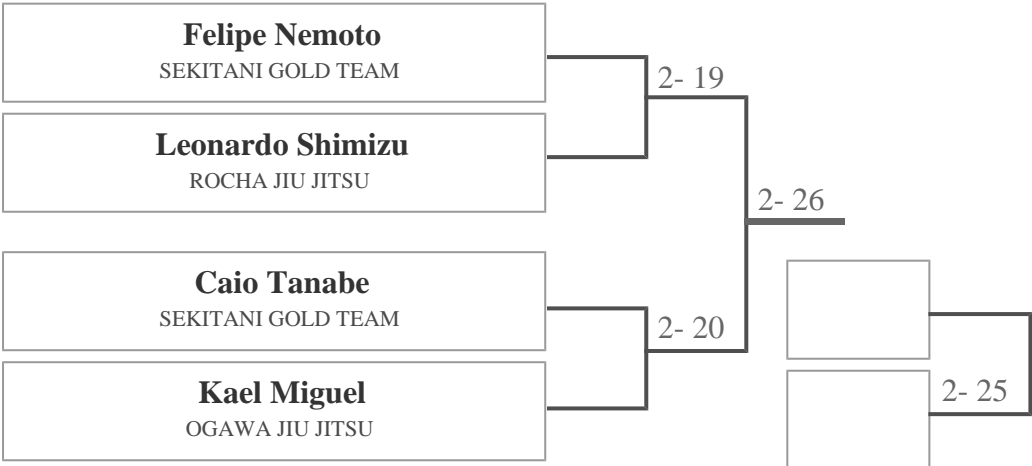 Felipe Nemoto
SEKITANI GOLD TEAM
2- 19
Leonardo Shimizu
ROCHA JIU JITSU
2- 26
Caio Tanabe
SEKITANI GOLD TEAM
2- 20
Kael Miguel
OGAWA JIU JITSU
2- 25